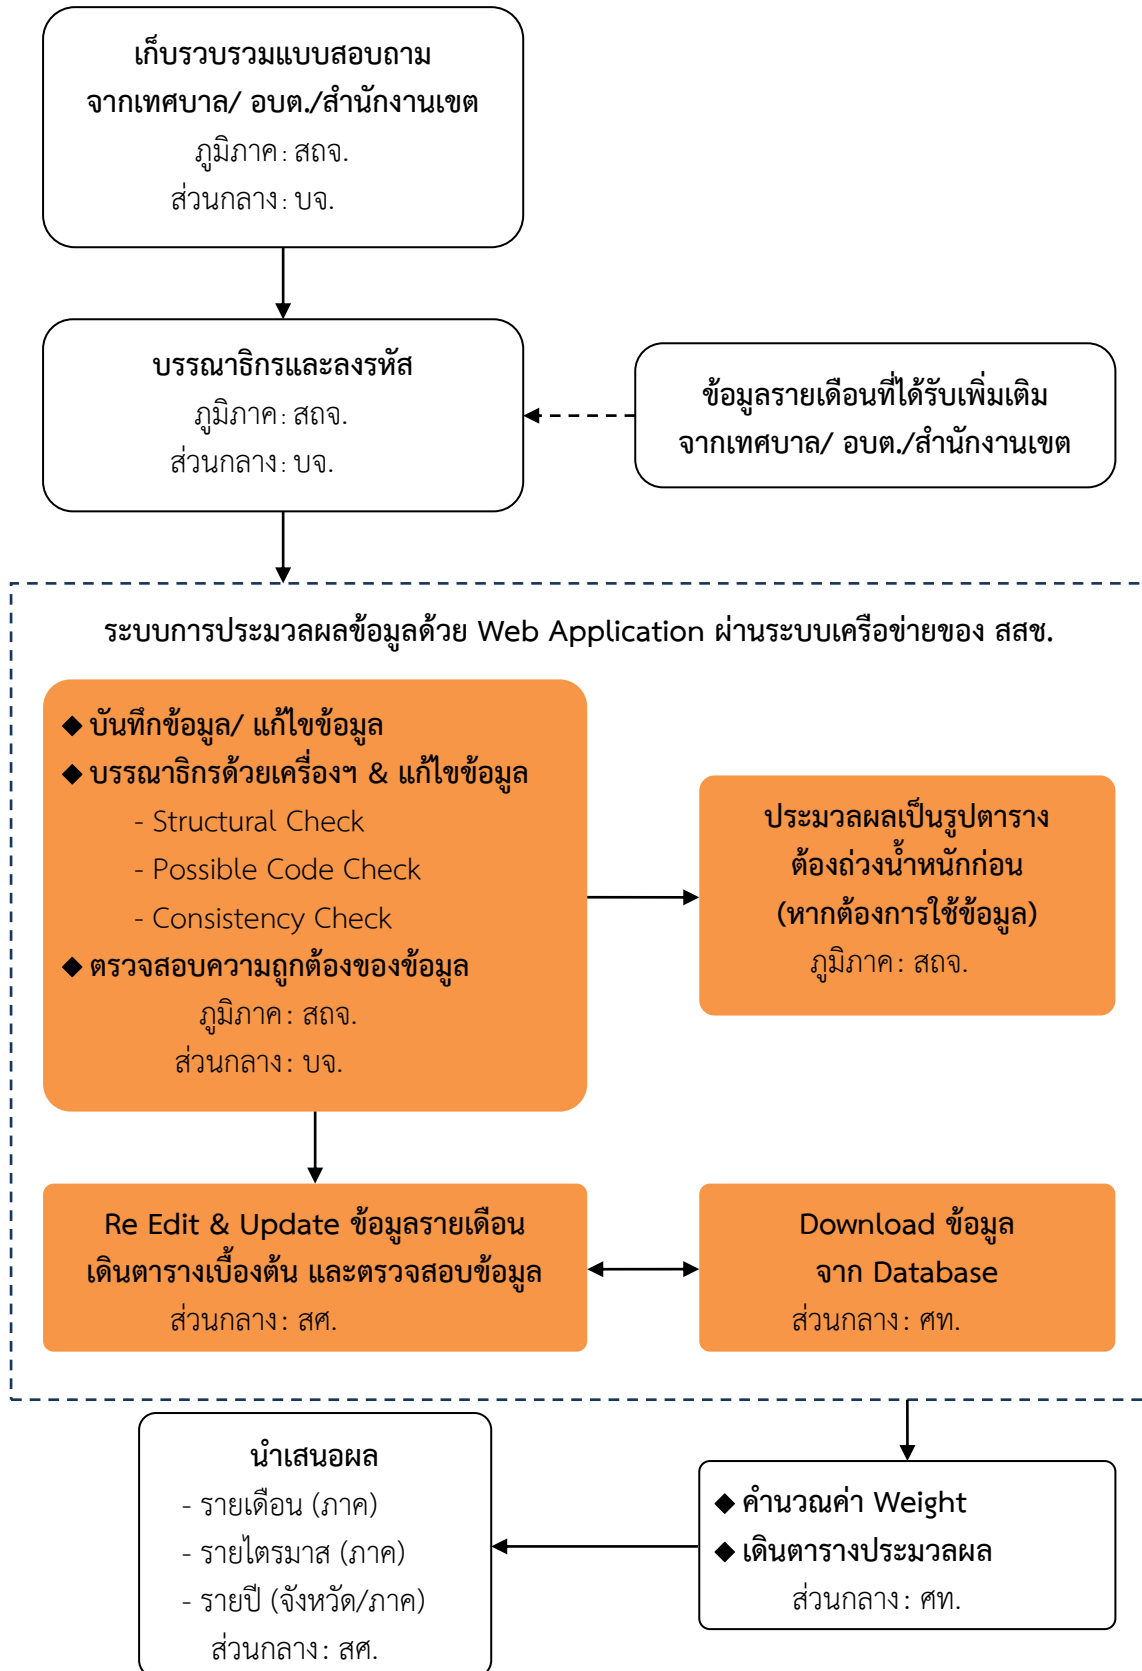 เก็บรวบรวมแบบสอบถาม
จากเทศบาล/ อบต./สำนักงานเขต
ภูมิภาค : สถจ.
ส่วนกลาง : บจ.
บรรณาธิกรและลงรหัส
ภูมิภาค : สถจ.
ส่วนกลาง : บจ.
ข้อมูลรายเดือนที่ได้รับเพิ่มเติม
จากเทศบาล/ อบต./สำนักงานเขต
ระบบการประมวลผลข้อมูลด้วย Web Application ผ่านระบบเครือข่ายของ สสช.
◆ บันทึกข้อมูล/ แก้ไขข้อมูล
◆ บรรณาธิกรด้วยเครื่องฯ & แก้ไขข้อมูล
- Structural Check
- Possible Code Check
- Consistency Check
◆ ตรวจสอบความถูกต้องของข้อมูล
ภูมิภาค : สถจ.
ส่วนกลาง : บจ.
ประมวลผลเป็นรูปตาราง
ต้องถ่วงน้ำหนักก่อน
(หากต้องการใช้ข้อมูล)
ภูมิภาค : สถจ.
Re Edit & Update ข้อมูลรายเดือน
เดินตารางเบื้องต้น และตรวจสอบข้อมูล
ส่วนกลาง : สศ.
Download ข้อมูล
จาก Database
ส่วนกลาง : ศท.
◆ คำนวณค่า Weight
◆ เดินตารางประมวลผล
ส่วนกลาง : ศท.
นำเสนอผล
- รายเดือน (ภาค)
- รายไตรมาส (ภาค)
- รายปี (จังหวัด/ภาค)
ส่วนกลาง : สศ.